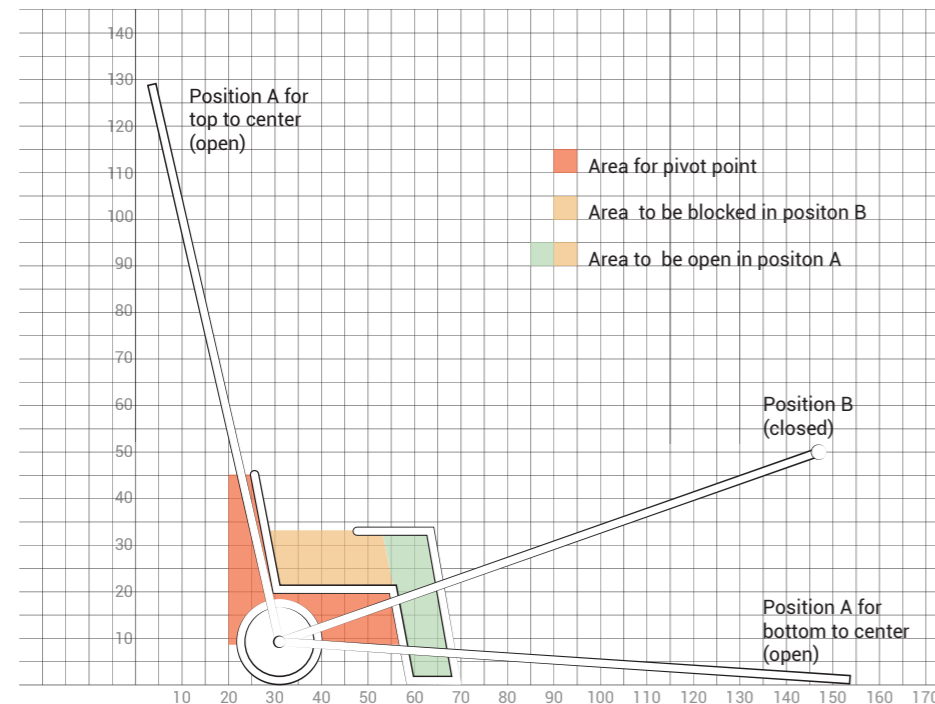 140
130
Position A for
top to center
(open)
120
110
Area for pivot point
100
Area to be blocked in positon B
90
Area to be open in positon A
80
70
60
Position B
(closed)
50
40
30
20
Position A for
bottom to center
(open)
10
10 20 30 40 50 60 70 80 90 100 110 120 130 140 150 160 170